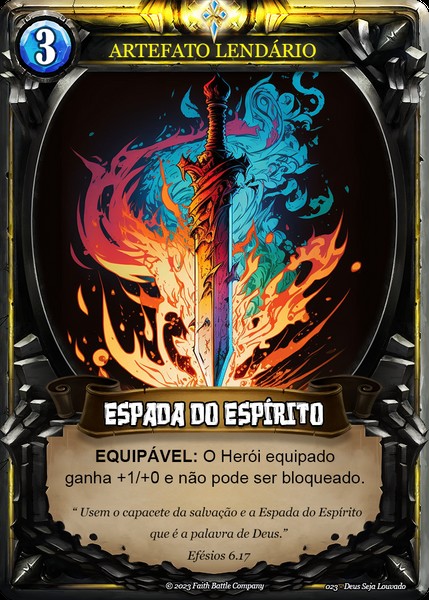 3
ARTEFATO LENDÁRIO
ESPADA DO ESPÍRITO
EQUIPÁVEL: O Herói equipado
ganha +1/+0 e não pode ser bloqueado.
“ Usem o capacete da salvação e a Espada do Espírito
que é a palavra de Deus.”
Efésios 6.17
© 2023 Faith Battle Company
023 - Deus Seja Louvado